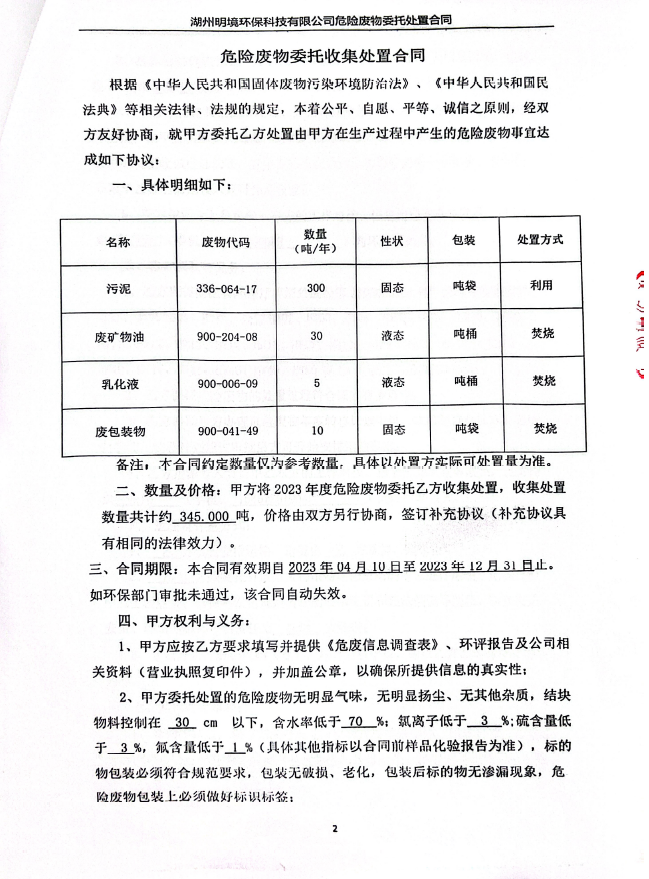 湖州明境环保科技有限公司危险废物委托处置合同
危险废物委托收集处置合同
根据《中华人民共和国固体废物污染环境防治法》、《中华人民共和国民
法典》等相关法律、法规的规定，本着公平、自愿、平等、诚信之原则，经双
方友好协商，就甲方委托乙方处置由甲方在生产过程中产生的危险废物事宜达
成如下协议：
一、具体明细如下：
名称 废物代码 数量（吨/年） 性状 包装 处置方式
污泥 336-064-17 300 固态 吨袋 利用
废矿物油 900-204-08 30 液态 吨桶 焚烧
乳化液 900-006-09 5 液态 吨桶 焚烧
废包装物 900-041-49 10 固态 吨袋 焚烧
备注：本合同约定数量仅为参考数量，具体以处置方实际可处置量为准。
二、数量及价格：甲方将 2023 年度危险废物委托乙方收集处置，收集处置
数量共计约 345.000 吨，价格由双方另行协商，签订补充协议（补充协议具
有相同的法律效力）。
三、合同期限：本合同有效期自 2023 年 04 月 10 日至 2023 年 12 月 31 日止。
如环保部门审批未通过，该合同自动失效。
四、甲方权利与义务：
1、甲方应按乙方要求填写并提供《危废信息调查表》、环评报告及公司相
关资料（营业执照复印件），并加盖公章，以确保所提供信息的真实性；
2、甲方委托处置的危险废物无明显气味，无明显扬尘、无其他杂质，结块
物料控制在 30 cm 以下，含水率低于 70 %；氯离子低于 3 %;硫含量低
于 3 %，氟含量低于 1 %（具体其他指标以合同前样品化验报告为准），标的
物包装必须符合规范要求，包装无破损、老化，包装后标的物无渗漏现象，危
险废物包装上必须做好标识标签；
2